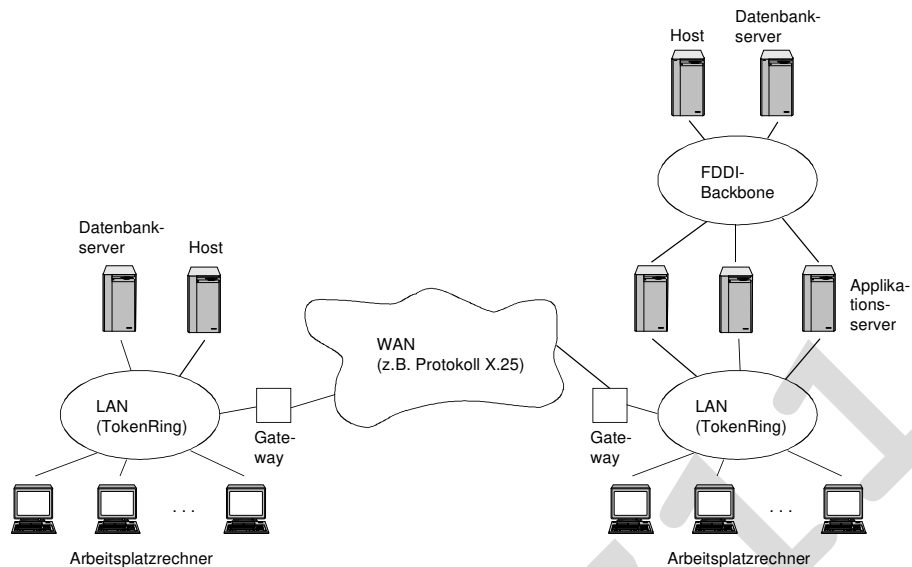 Host
Datenbank-
server
FDDI-
Backbone
Datenbank-
server
Host
Applika-
tions-
server
WAN
(z.B. Protokoll X.25)
LAN
(TokenRing)
Gate-
way
Gate-
way
LAN
(TokenRing)
. . .
. . .
Arbeitsplatzrechner
Arbeitsplatzrechner